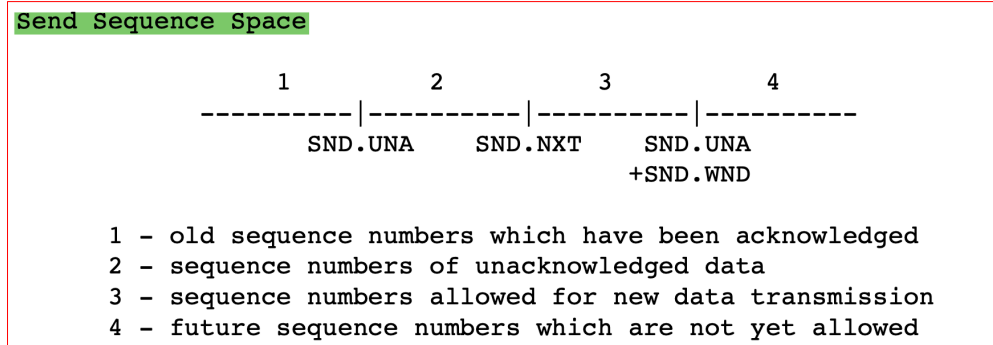 Send Sequence Space
1 2 3 4
----------|----------|----------|----------
SND.UNA SND.NXT SND.UNA
+SND.WND
1 - old sequence numbers which have been acknowledged
2 - sequence numbers of unacknowledged data
3 - sequence numbers allowed for new data transmission
4 - future sequence numbers which are not yet allowed